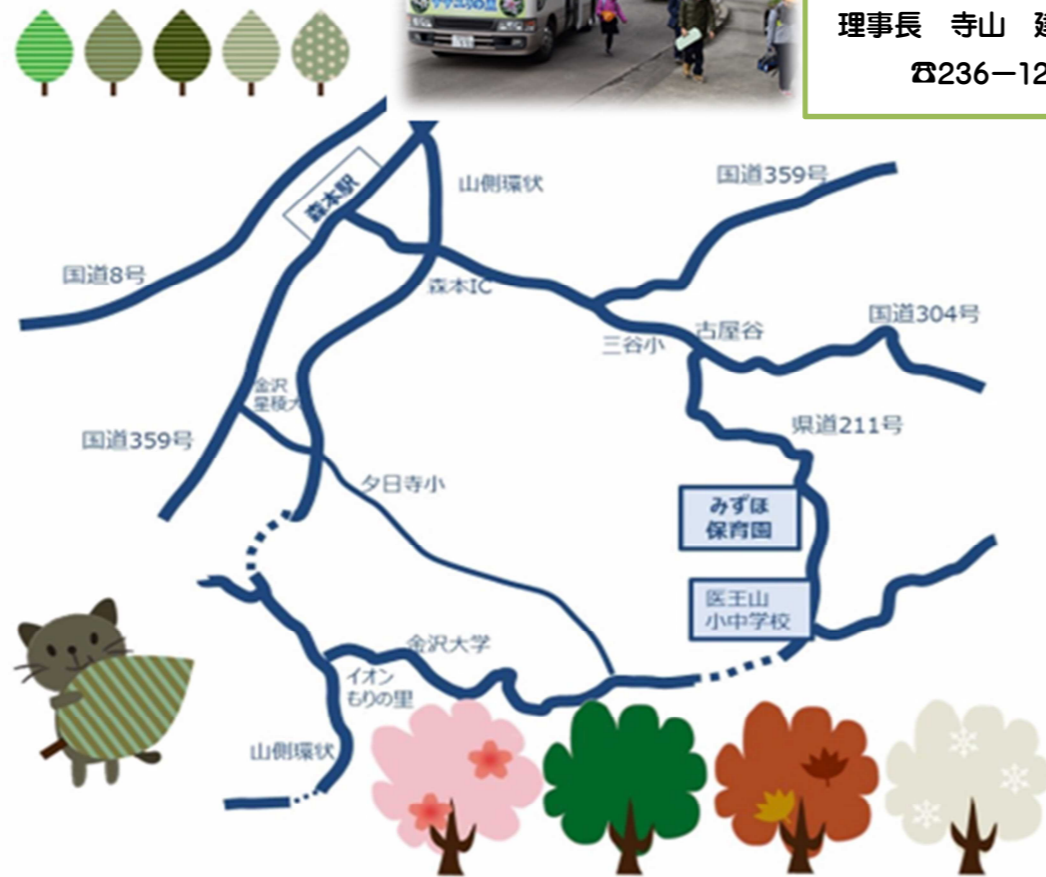 理事長　寺山　
☎236－12
山側環状
国道359号
森本駅
国道8号
森本IC
国道304号
古屋谷
三谷小
金沢
星稜大
県道211号
国道359号
夕日寺小
みずほ
保育園
医王山
小中学校
金沢大学
イオン
もりの里
山側環状